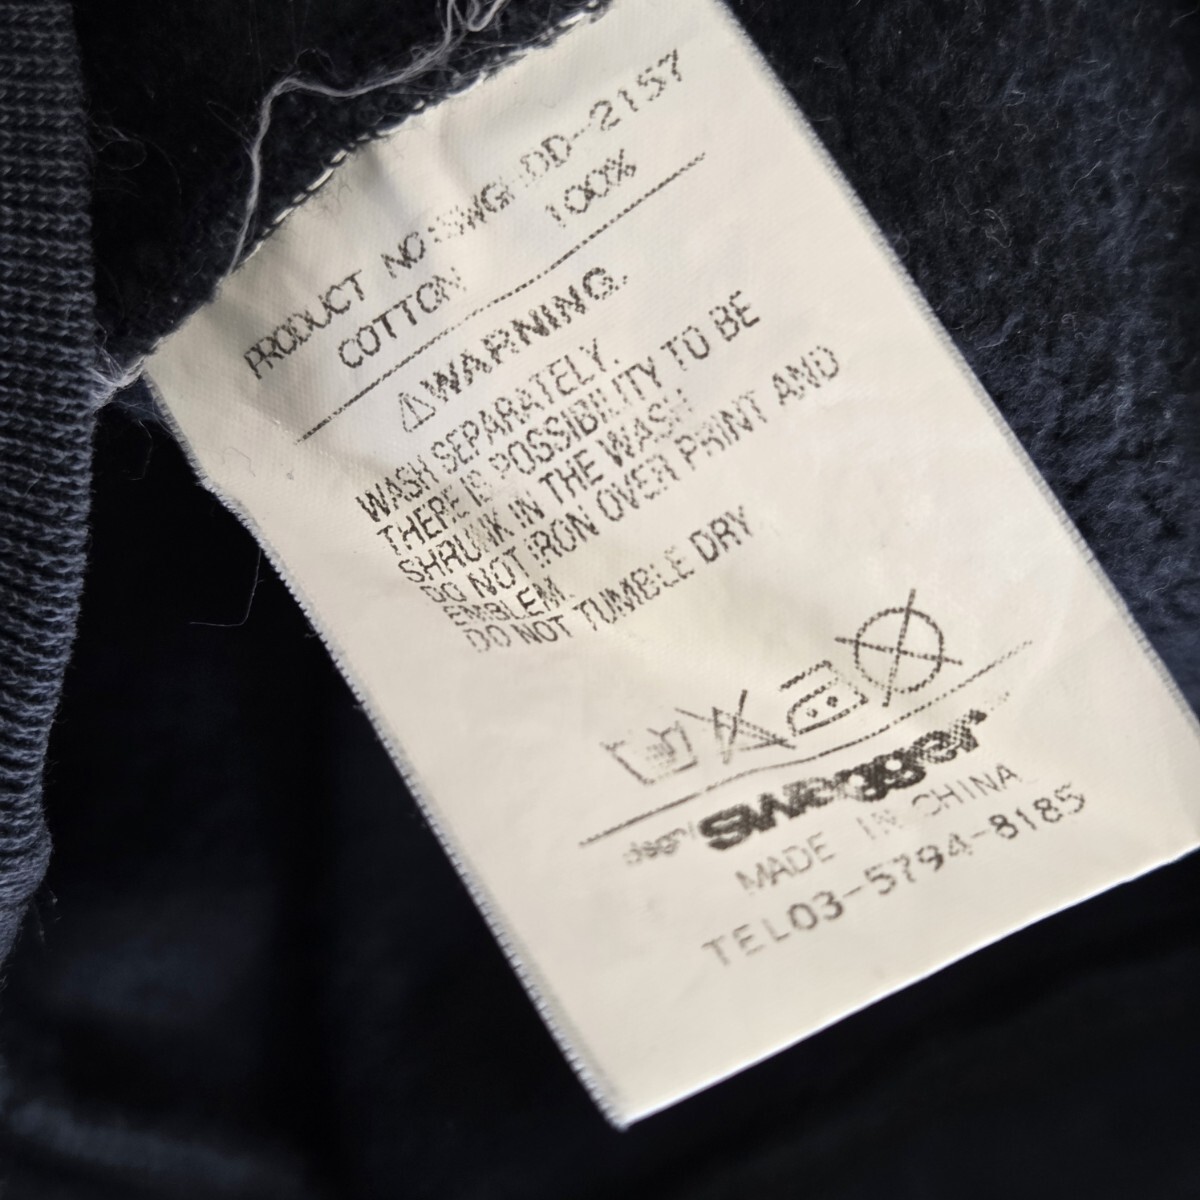 PRODUCT NO:SWG-DD-2157
COTTON 100%
⚠WARNING.
WASH SEPARATELY.
THERE IS POSSIBILITY TO BE
SHRUNK IN THE WASH
DO NOT IRON OVER PRINT AND
EMBLEM.
DO NOT TUMBLE DRY
swagger
MADE IN CHINA
TEL03-5794-8185